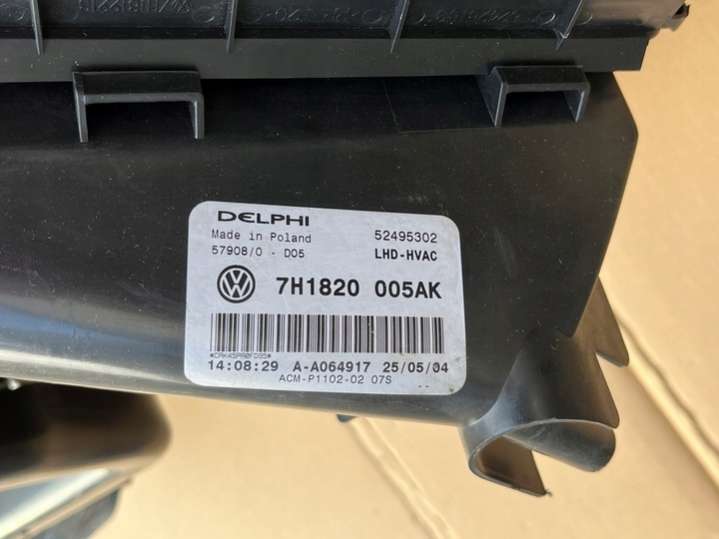 DELPHI
Made in Poland 52495302
57908/0 - D05 LHD-HVAC
7H1820 005AK
14:08:29 A-A064917 25/05/04
ACM-P1102-02 07S